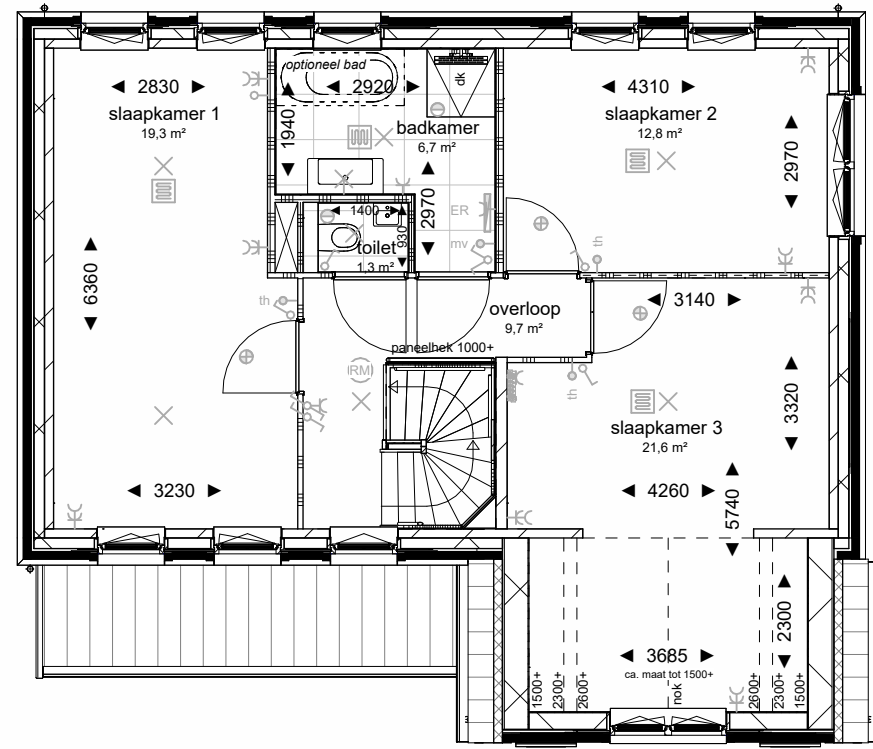 optioneel bad
2830
2920
dk
4310
slaapkamer 1
19,3 m²
1940
badkamer
6,7 m²
slaapkamer 2
12,8 m²
2970
2970
1400
930
ER
mv
toilet
1,3 m²
th
6360
th
overloop
9,7 m²
3140
paneelhek 1000+
(RM)
th
3320
slaapkamer 3
21,6 m²
3230
4260
5740
2300
3685
ca. maat tot 1500+
1500+
2300+
2600+
nok
2600+
2300+
1500+